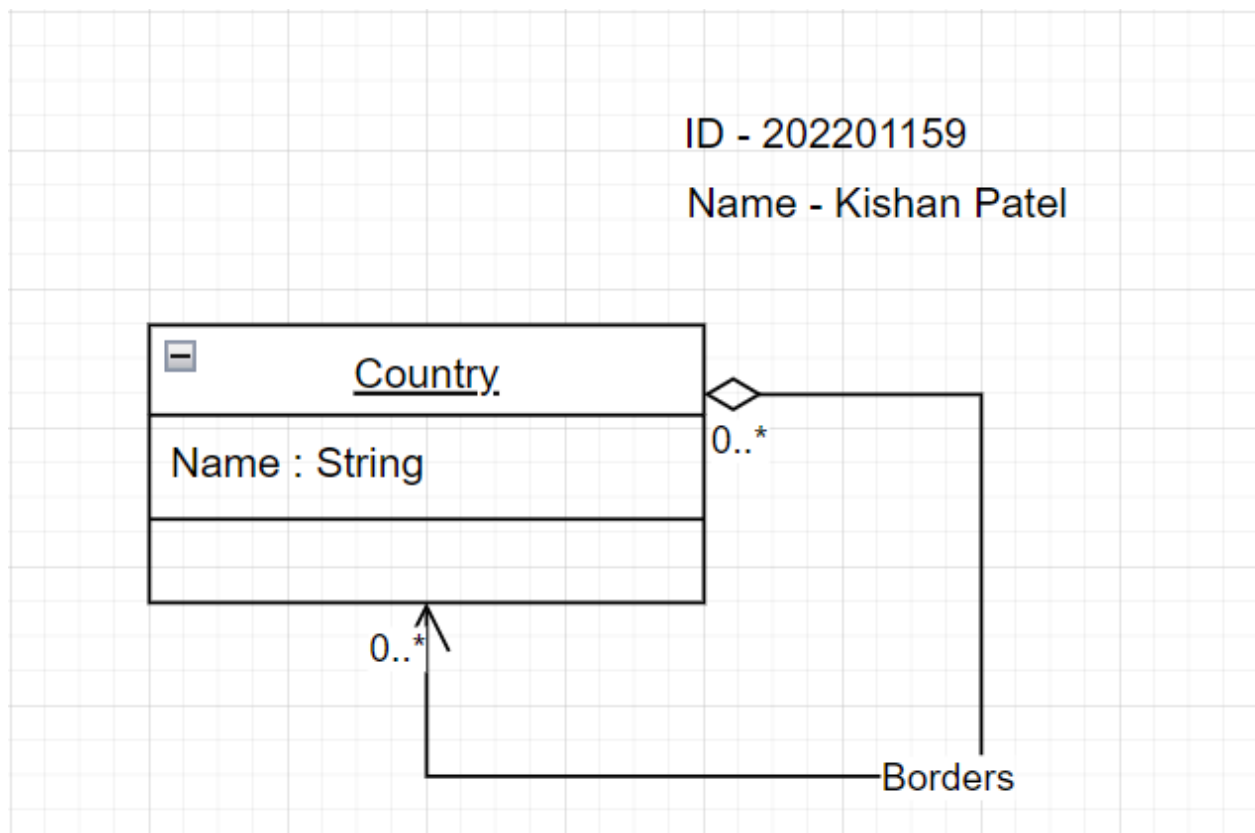 ID - 202201159
Name - Kishan Patel
Country
Name : String
0..*
0..*
Borders